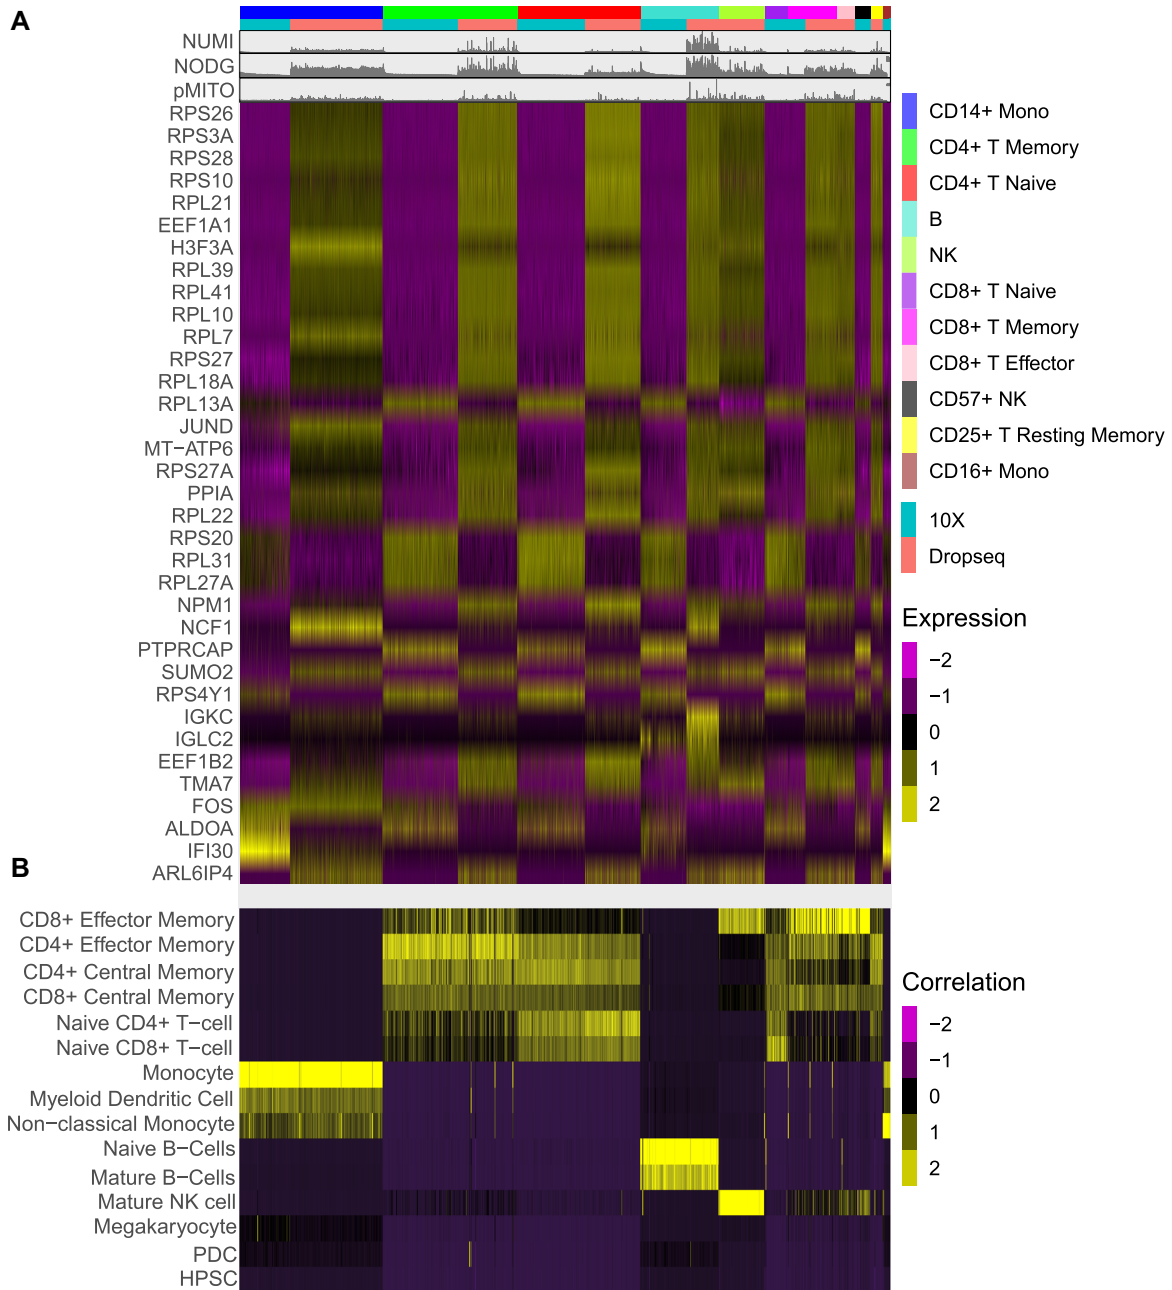 A
NUMI
NODG
pMITO
RPS26
RPS3A
RPS28
RPS10
RPL21
EEF1A1
H3F3A
RPL39
RPL41
RPL10
RPL7
RPS27
RPL18A
RPL13A
JUND
MT−ATP6
RPS27A
PPIA
RPL22
RPS20
RPL31
RPL27A
NPM1
NCF1
PTPRCAP
SUMO2
RPS4Y1
IGKC
IGLC2
EEF1B2
TMA7
FOS
ALDOA
IFI30
ARL6IP4
CD14+ Mono
CD4+ T Memory
CD4+ T Naive
B
NK
CD8+ T Naive
CD8+ T Memory
CD8+ T Effector
CD57+ NK
CD25+ T Resting Memory
CD16+ Mono
10X
Dropseq
Expression
−2
−1
0
1
2
B
CD8+ Effector Memory
CD4+ Effector Memory
CD4+ Central Memory
CD8+ Central Memory
Naive CD4+ T−cell
Naive CD8+ T−cell
Monocyte
Myeloid Dendritic Cell
Non−classical Monocyte
Naive B−Cells
Mature B−Cells
Mature NK cell
Megakaryocyte
PDC
HPSC
Correlation
−2
−1
0
1
2